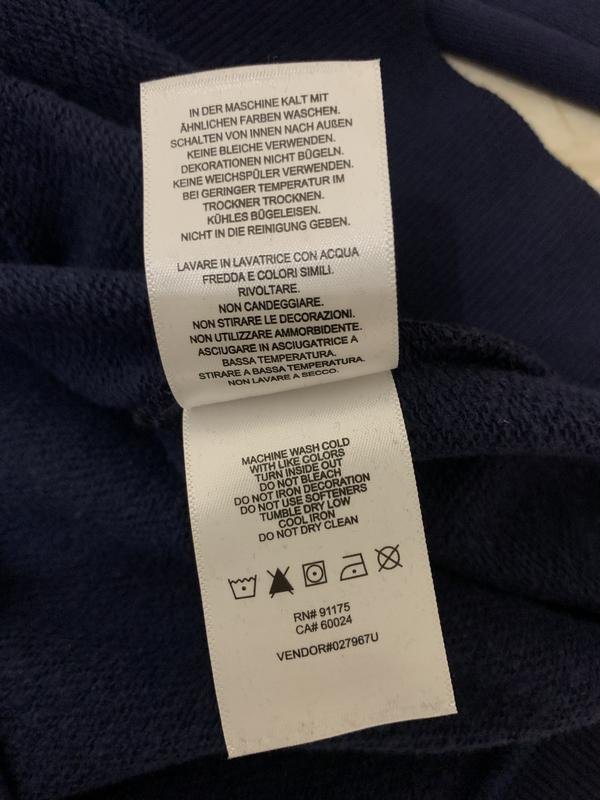 IN DER MASCHINE KALT MIT
ÄHNLICHEN FARBEN WASCHEN.
SCHALTEN VON INNEN NACH AUßEN
KEINE BLEICHE VERWENDEN.
DEKORATIONEN NICHT BÜGELN.
KEINE WEICHSPÜLER VERWENDEN.
BEI GERINGER TEMPERATUR IM
TROCKNER TROCKNEN.
KÜHLES BÜGELEISEN.
NICHT IN DIE REINIGUNG GEBEN.
LAVARE IN LAVATRICE CON ACQUA
FREDDA E COLORI SIMILI.
RIVOLTARE.
NON CANDEGGIARE.
NON STIRARE LE DECORAZIONI.
NON UTILIZZARE AMMORBIDENTE.
ASCIUGARE IN ASCIUGATRICE A
BASSA TEMPERATURA.
STIRARE A BASSA TEMPERATURA.
NON LAVARE A SECCO.
MACHINE WASH COLD
WITH LIKE COLORS
TURN INSIDE OUT
DO NOT BLEACH
DO NOT IRON DECORATION
DO NOT USE SOFTENERS
TUMBLE DRY LOW
COOL IRON
DO NOT DRY CLEAN
RN# 91175
CA# 60024
VENDOR#027967U